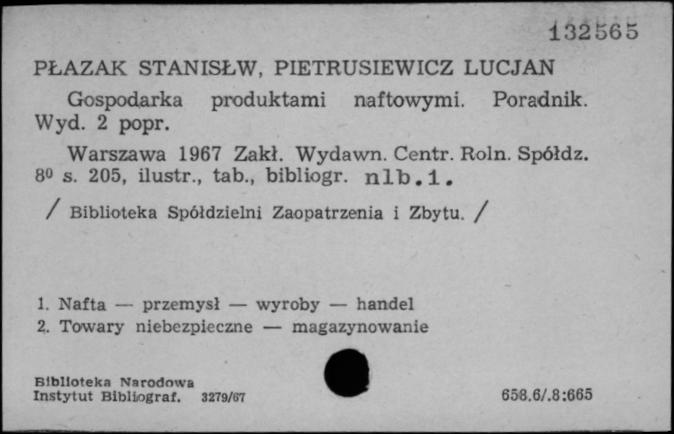 132565
PŁAZAK STANISŁW, PIETRUSIEWICZ LUCJAN
Gospodarka produktami naftowymi. Poradnik.
Wyd. 2 popr.
Warszawa 1967 Zakł. Wydawn. Centr. Roln. Spółdz.
8º s. 205, ilustr., tab., bibliogr. nlb.1.
/ Biblioteka Spółdzielni Zaopatrzenia i Zbytu. /
1. Nafta — przemysł — wyroby — handel
2. Towary niebezpieczne — magazynowanie
Biblioteka Narodowa
Instytut Bibliograf. 3279/67 658.6/.8:665